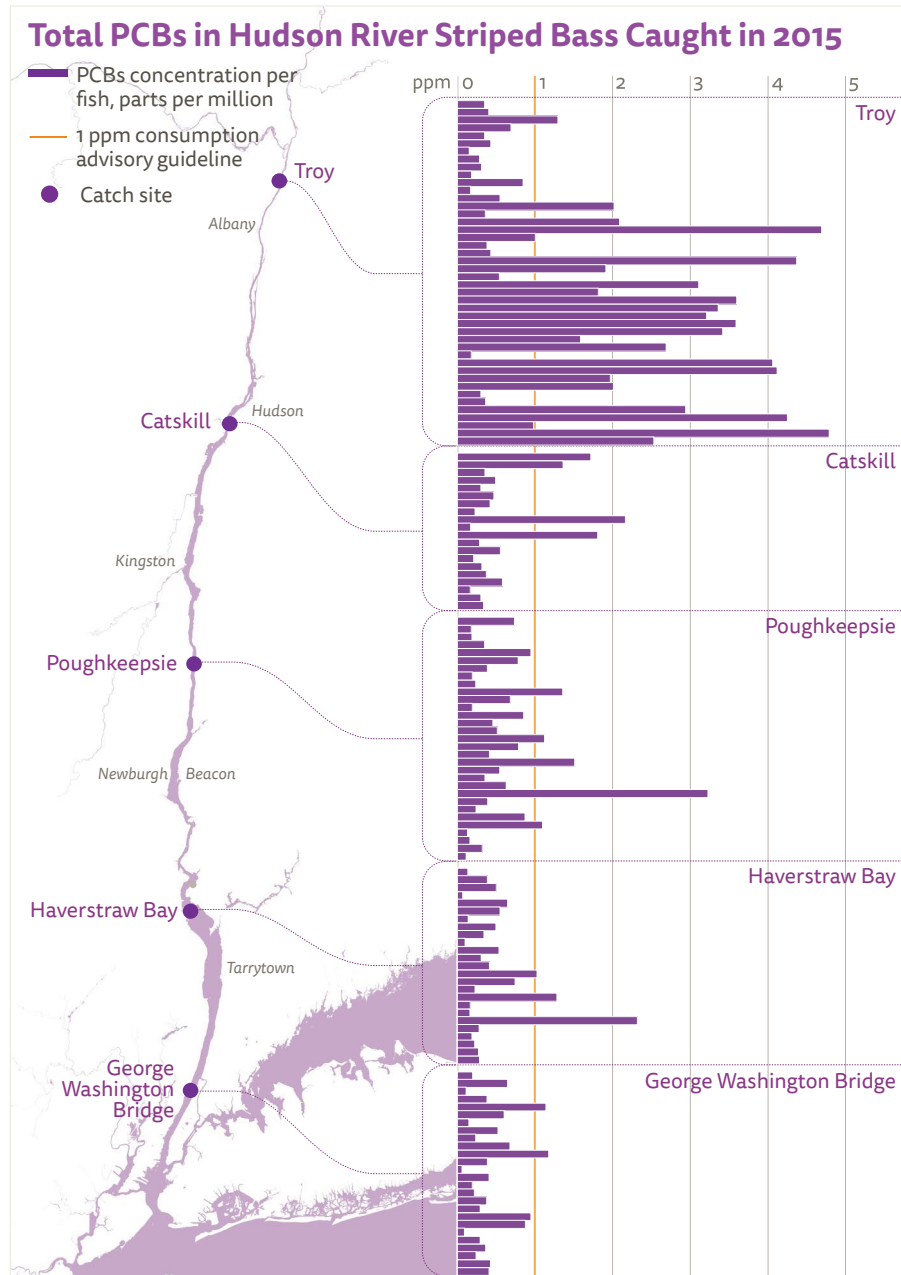 Total PCBs in Hudson River Striped Bass Caught in 2015
PCBs concentration per
fish, parts per million
1 ppm consumption
advisory guideline
Catch site
ppm 0 1 2 3 4 5
Troy
Troy
Albany
Hudson
Catskill
Catskill
Kingston
Poughkeepsie
Poughkeepsie
Newburgh
Beacon
Haverstraw Bay
Haverstraw Bay
Tarrytown
George
Washington
Bridge
George Washington Bridge